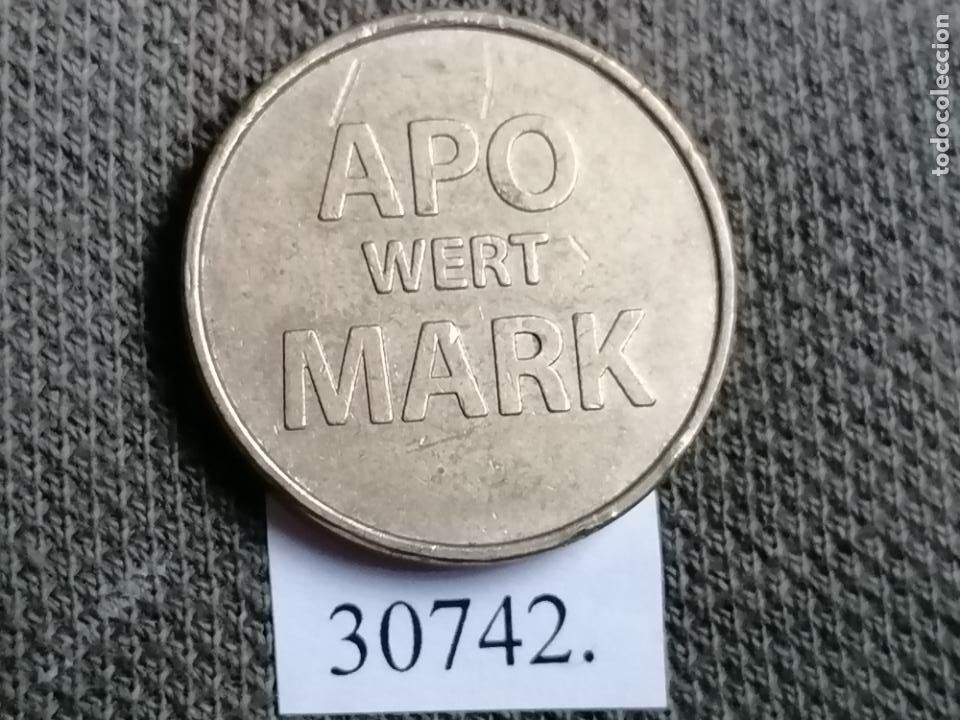 APO
WERT
MARK
30742.
todocoleccion